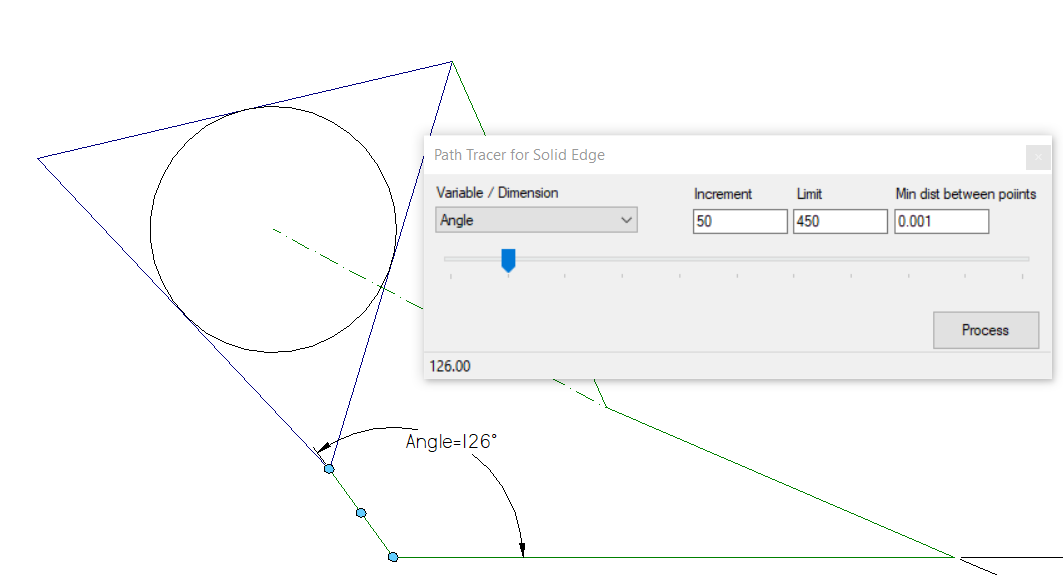 Path Tracer for Solid Edge
Variable / Dimension
Increment
Limit
Min dist between poiints
Angle
50
450
0.001
Process
126.00
Angle=126°